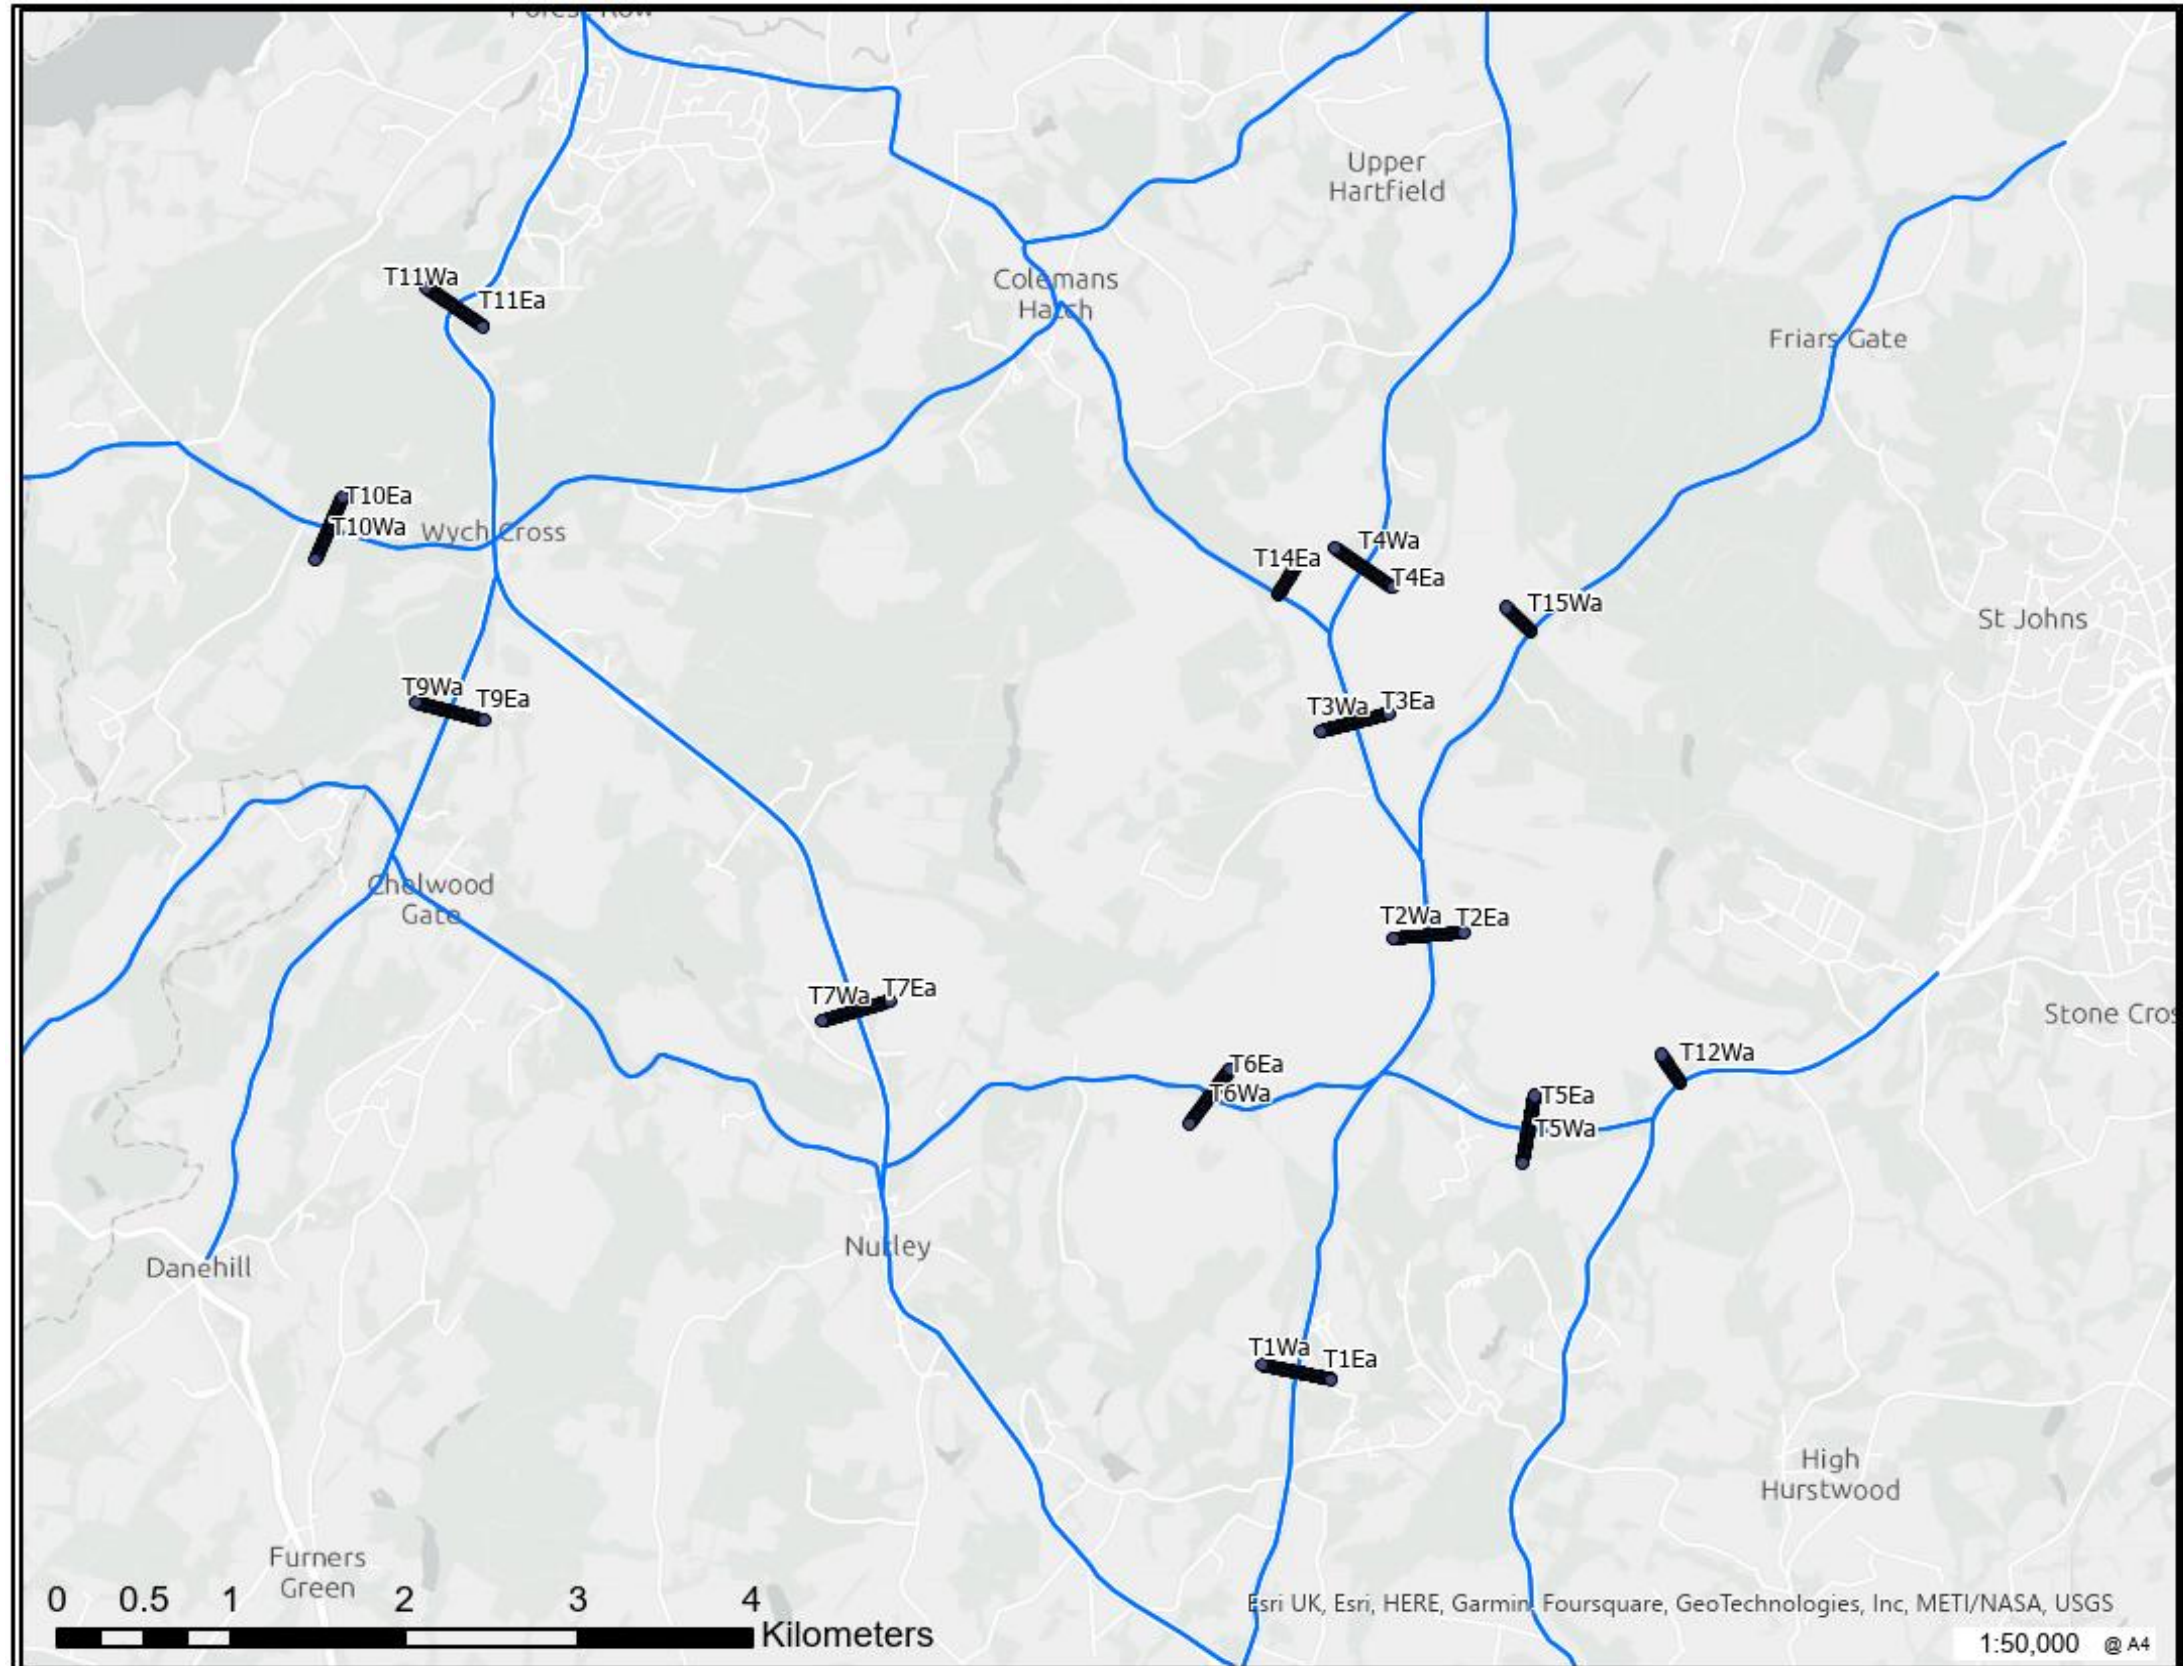 Forest Row
Upper
Hartfield
T11Wa
T11Ea
Colemans
Hatch
Friars Gate
T10Ea
T10Wa
Wych Cross
T14Ea
T4Wa
T4Ea
T15Wa
St Johns
T9Wa
T9Ea
T3Wa
T3Ea
Chelwood
Gate
T2Wa
T2Ea
T7Wa
T7Ea
Stone Cros
T6Ea
T6Wa
T12Wa
T5Ea
T5Wa
Nutley
Danehill
T1Wa
T1Ea
High
Hurstwood
Furners
Green
0 0.5 1 2 3 4
Kilometers
Esri UK, Esri, HERE, Garmin, Foursquare, GeoTechnologies, Inc, METI/NASA, USGS
1:50,000 @ A4